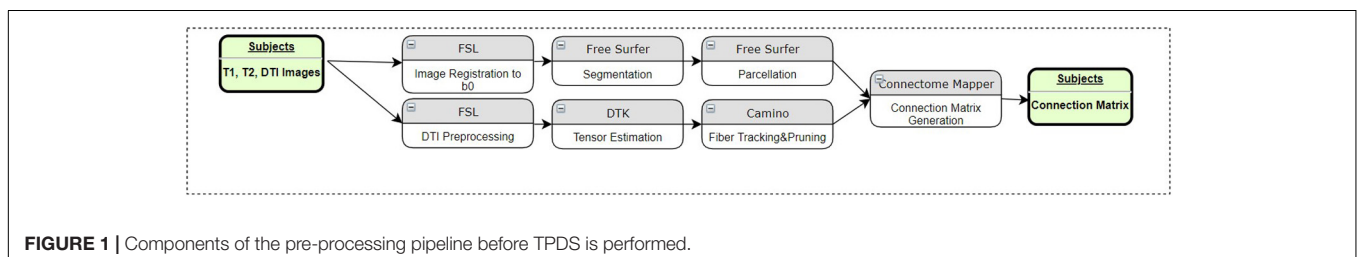 Subjects
T1, T2, DTI Images
FSL
Image Registration to
b0
Free Surfer
Segmentation
Free Surfer
Parcellation
FSL
DTI Preprocessing
DTK
Tensor Estimation
Camino
Fiber Tracking&Pruning
Connectome Mapper
Connection Matrix
Generation
Subjects
Connection Matrix
FIGURE 1 | Components of the pre-processing pipeline before TPDS is performed.